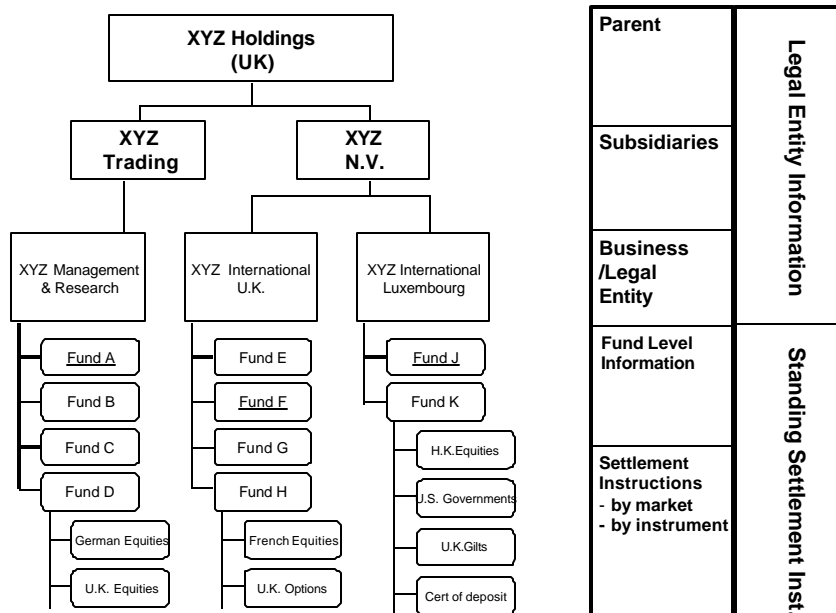 XYZ Holdings
(UK)
XYZ
Trading
XYZ
N.V.
XYZ Management
& Research
XYZ International
U.K.
XYZ International
Luxembourg
Fund A
Fund B
Fund C
Fund D
German Equities
U.K. Equities
Fund E
Fund F
Fund G
Fund H
French Equities
U.K. Options
Fund J
Fund K
H.K.Equities
U.S. Governments
U.K.Gilts
Cert of deposit
Parent
Subsidiaries
Business
/Legal
Entity
Fund Level
Information
Settlement
Instructions
- by market
- by instrument
Legal Entity Information
Standing Settlement Inst.